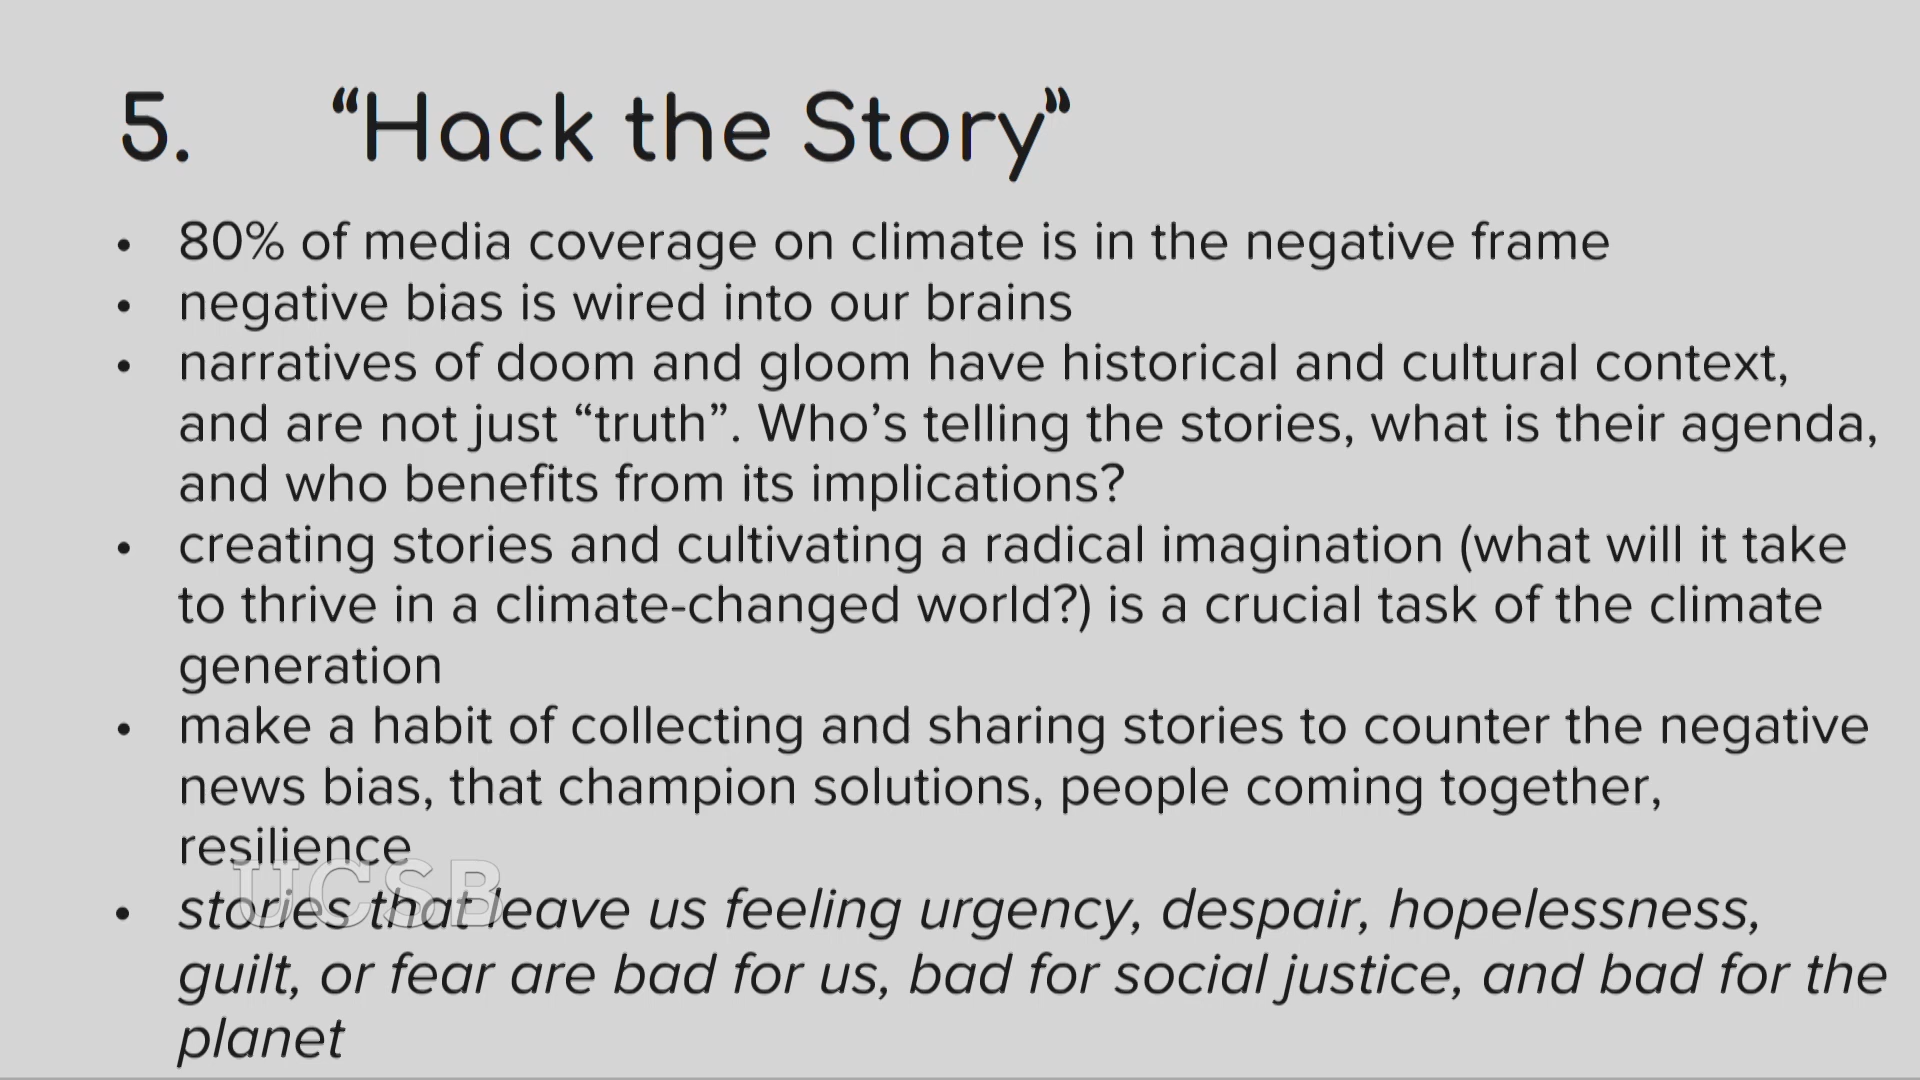 5. “Hack the Story”
• 80% of media coverage on climate is in the negative frame
• negative bias is wired into our brains
• narratives of doom and gloom have historical and cultural context,
and are not just “truth”. Who’s telling the stories, what is their agenda,
and who benefits from its implications?
• creating stories and cultivating a radical imagination (what will it take
to thrive in a climate-changed world?) is a crucial task of the climate
generation
• make a habit of collecting and sharing stories to counter the negative
news bias, that champion solutions, people coming together,
resilience
UCSB
• stories that leave us feeling urgency, despair, hopelessness,
guilt, or fear are bad for us, bad for social justice, and bad for the
planet